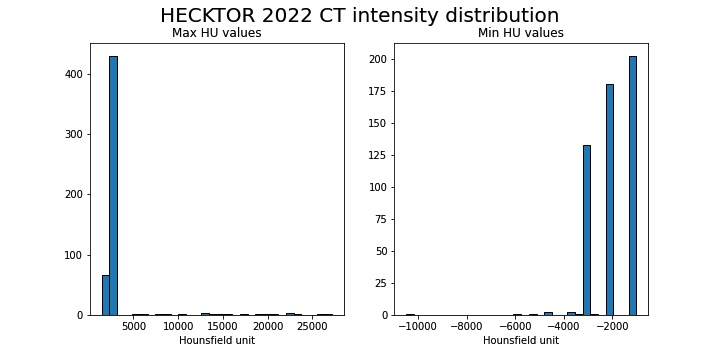 HECKTOR 2022 CT intensity distribution
Max HU values
400
300
200
100
0
5000 10000 15000 20000 25000
Hounsfield unit
Min HU values
200
175
150
125
100
75
50
25
0
−10000 −8000 −6000 −4000 −2000
Hounsfield unit